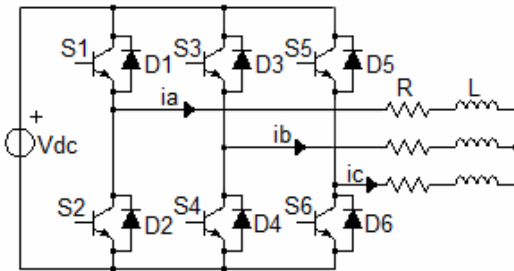 S1 D1 S3 D3 S5 D5
R L
ia
+
Vdc
ib
ic
S2 D2 S4 D4 S6 D6